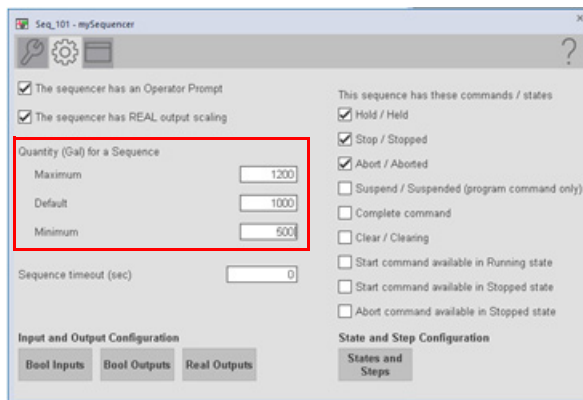 Seq_101 - mySequencer
×
?
The sequencer has an Operator Prompt
The sequencer has REAL output scaling
Quantity (Gal) for a Sequence
Maximum 1200
Default 1000
Minimum 500
Sequence timeout (sec) 0
Input and Output Configuration
Bool Inputs
Bool Outputs
Real Outputs
This sequence has these commands / states
Hold / Held
Stop / Stopped
Abort / Aborted
Suspend / Suspended (program command only)
Complete command
Clear / Clearing
Start command available in Running state
Start command available in Stopped state
Abort command available in Stopped state
State and Step Configuration
States and
Steps